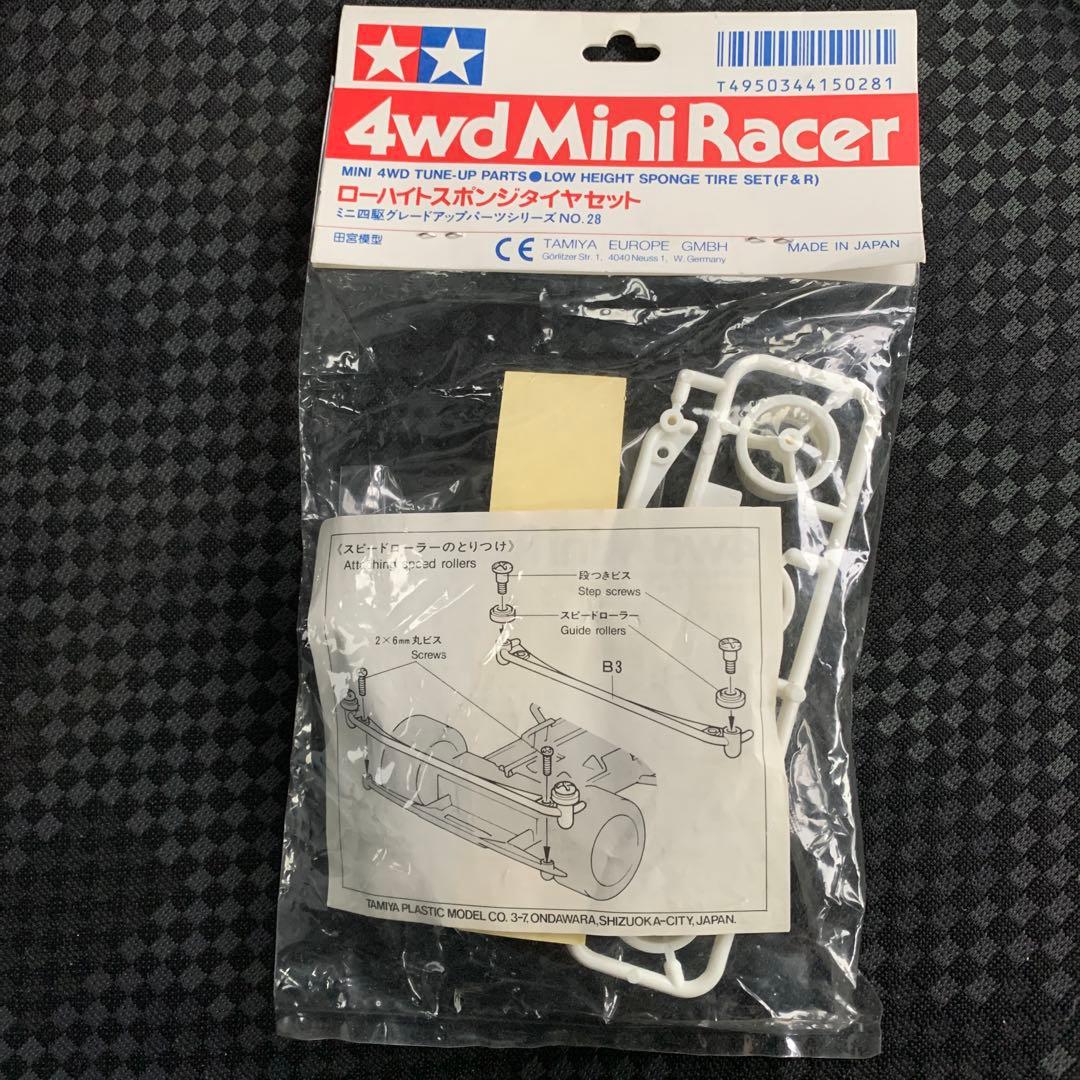 T4950344150281
4wd Mini Racer
MINI 4WD TUNE-UP PARTS●LOW HEIGHT SPONGE TIRE SET(F&R)
ローハイトスポンジタイヤセット
ミニ四駆グレードアップパーツシリーズNO.28
田宮模型
CE TAMIYA EUROPE GMBH
Görlitzer Str. 1, 4040 Neuss 1, W. Germany
MADE IN JAPAN
《スピードローラーのとりつけ》
Attaching speed rollers
段つきビス
Step screws
スピードローラー
Guide rollers
2×6mm丸ビス
Screws
B3
TAMIYA PLASTIC MODEL CO. 3-7, ONDAWARA, SHIZUOKA-CITY, JAPAN.